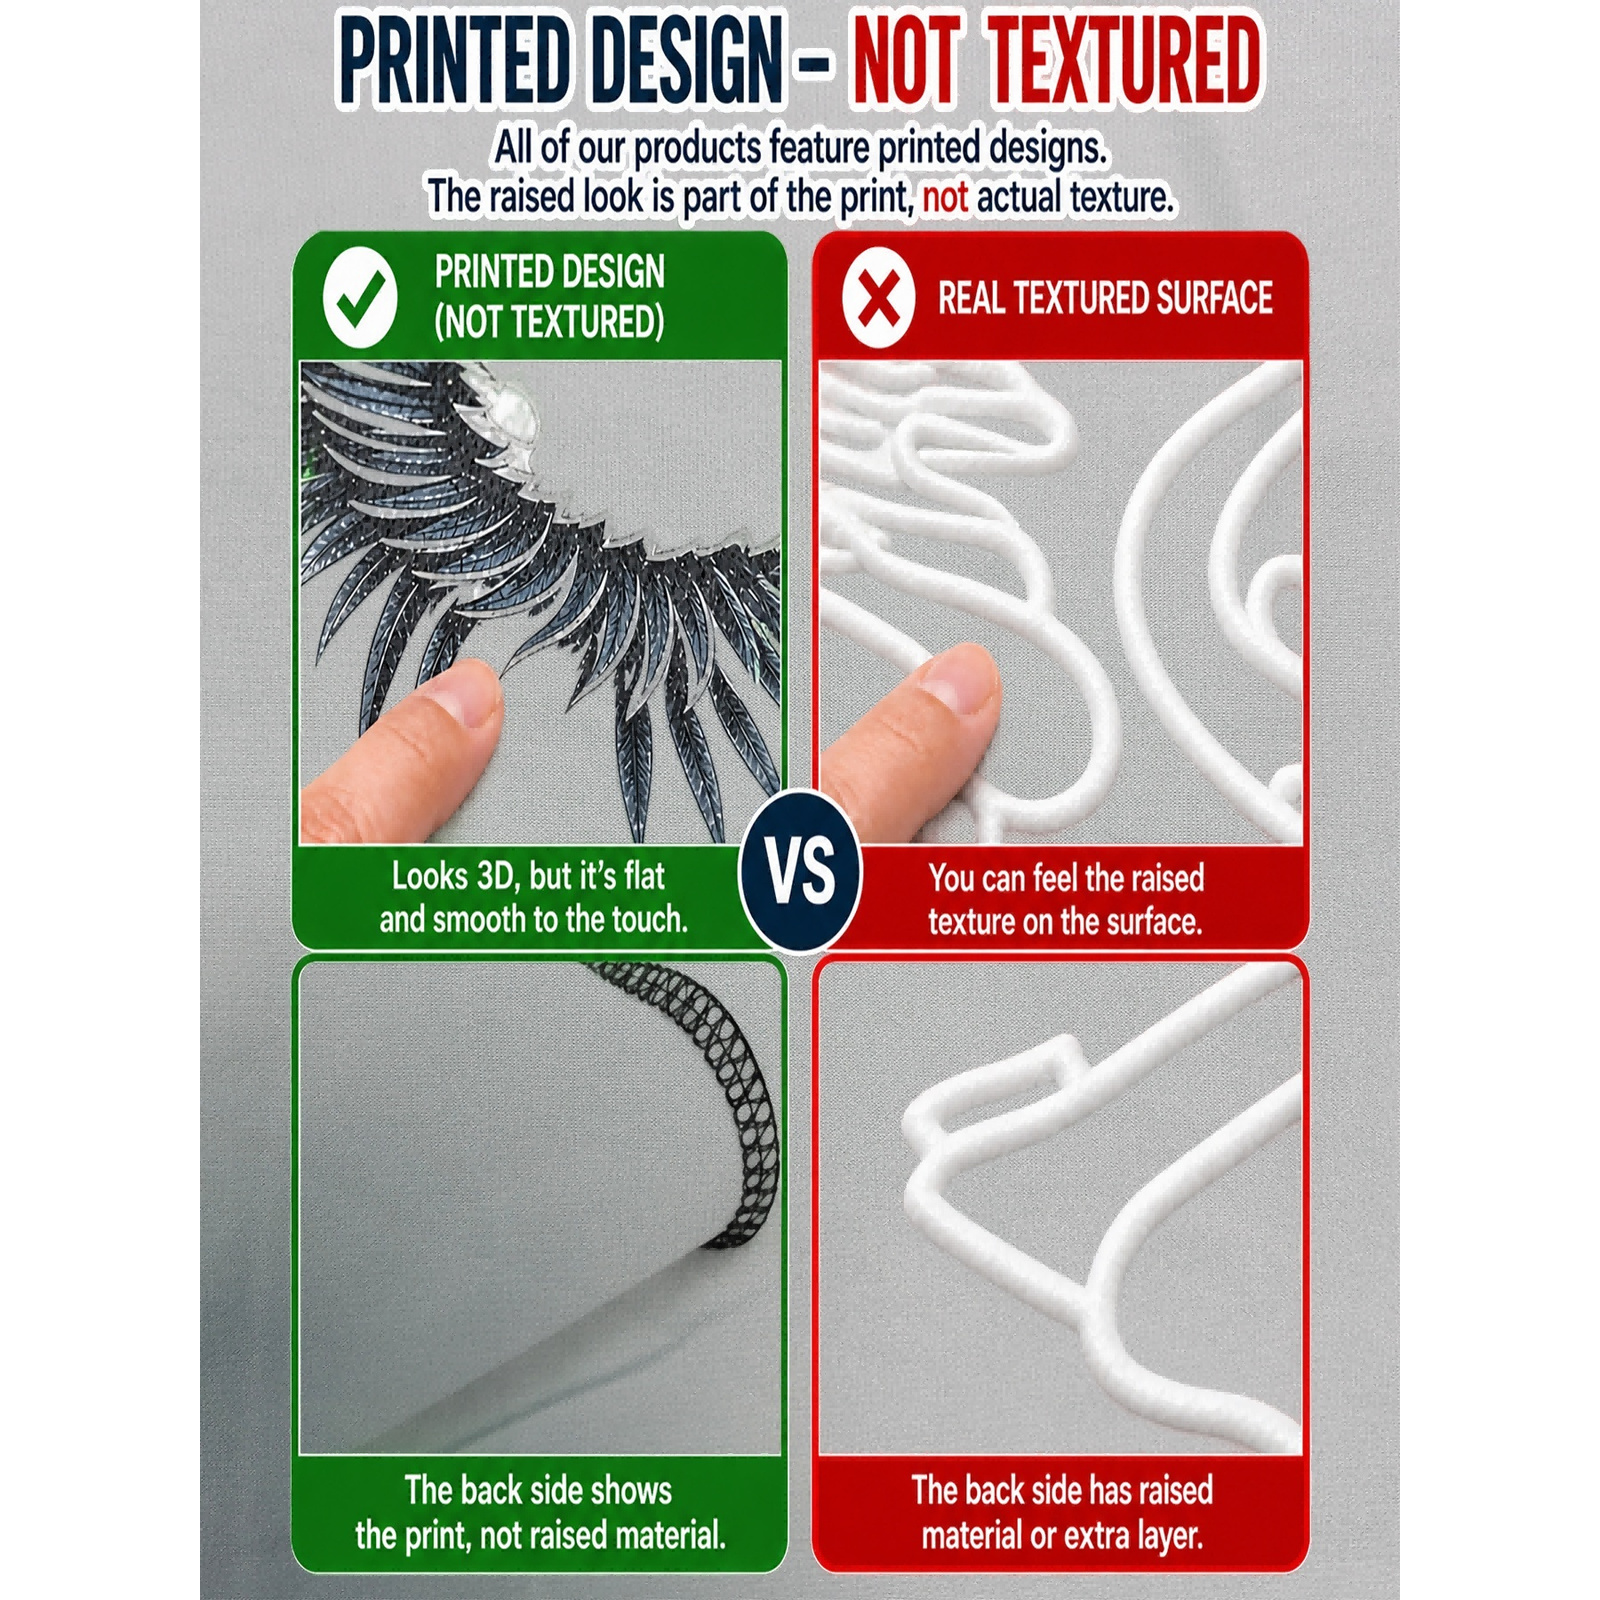 PRINTED DESIGN – NOT TEXTURED
All of our products feature printed designs.
The raised look is part of the print, not actual texture.
PRINTED DESIGN
(NOT TEXTURED)
REAL TEXTURED SURFACE
Looks 3D, but it's flat
and smooth to the touch.
VS
You can feel the raised
texture on the surface.
The back side shows
the print, not raised material.
The back side has raised
material or extra layer.